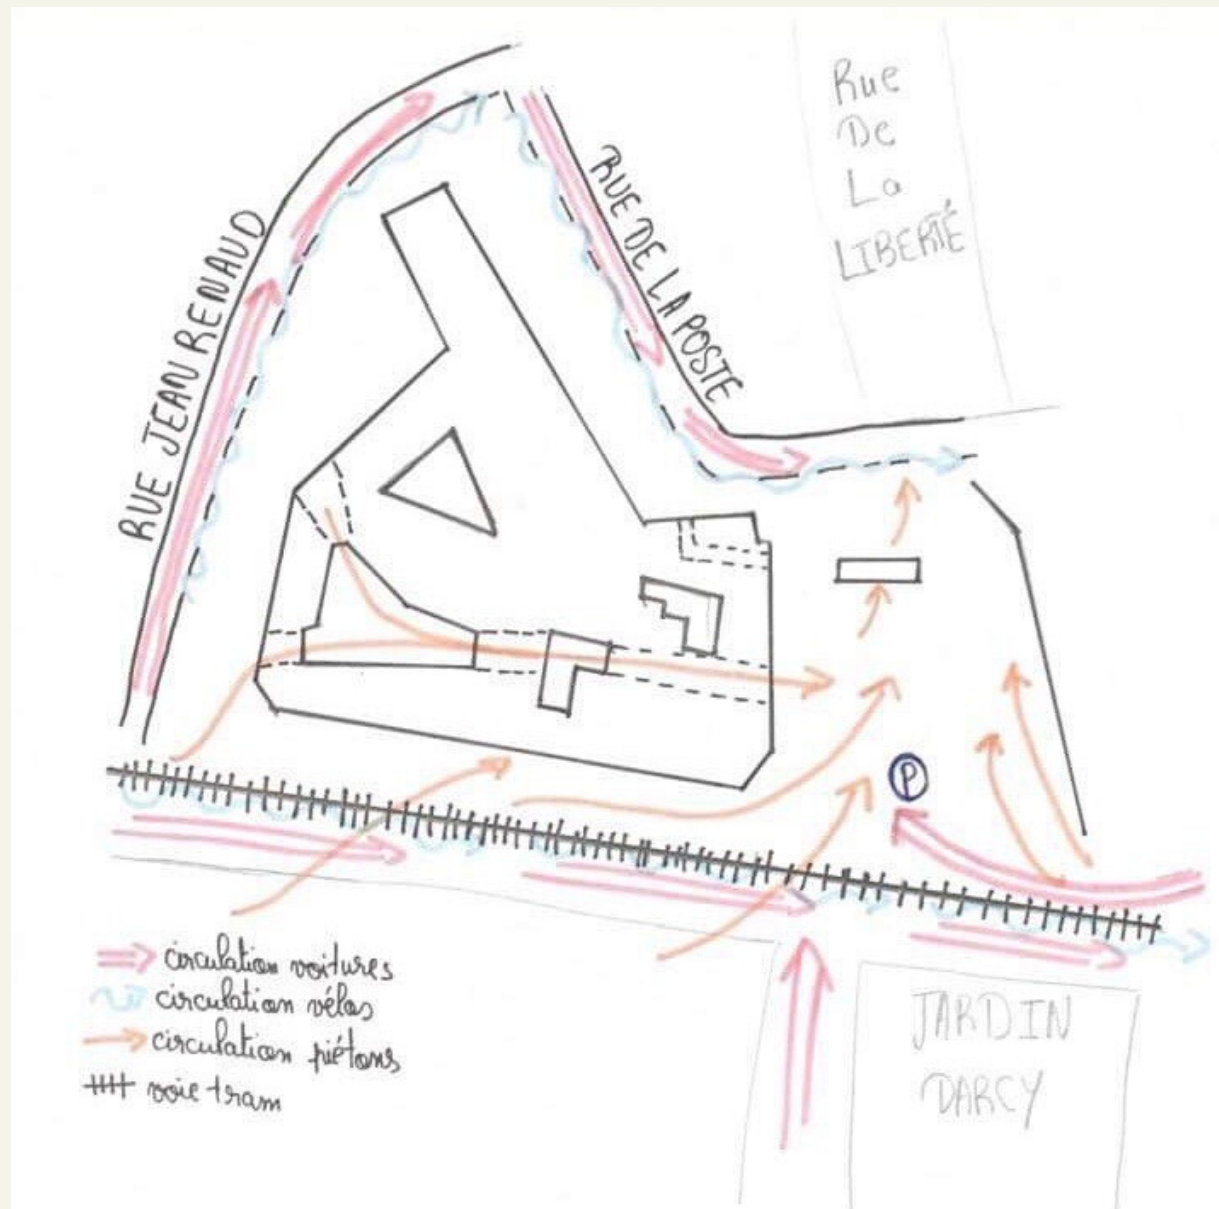 Rue
De
La
LIBERTÉ
RUE JEAN RENAUD
RUE DE LA POSTE
P
circulation voitures
circulation vélos
circulation piétons
voie tram
JARDIN
DARCY